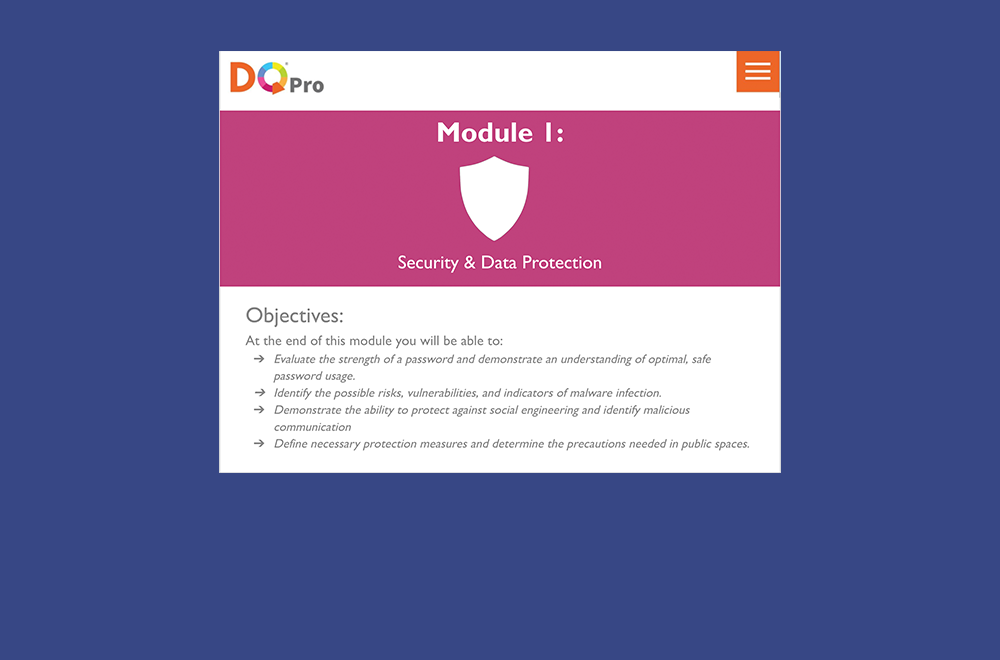 DQ Pro
Module 1:
Security & Data Protection
Objectives:
At the end of this module you will be able to:
➔ Evaluate the strength of a password and demonstrate an understanding of optimal, safe
password usage.
➔ Identify the possible risks, vulnerabilities, and indicators of malware infection.
➔ Demonstrate the ability to protect against social engineering and identify malicious
communication
➔ Define necessary protection measures and determine the precautions needed in public spaces.